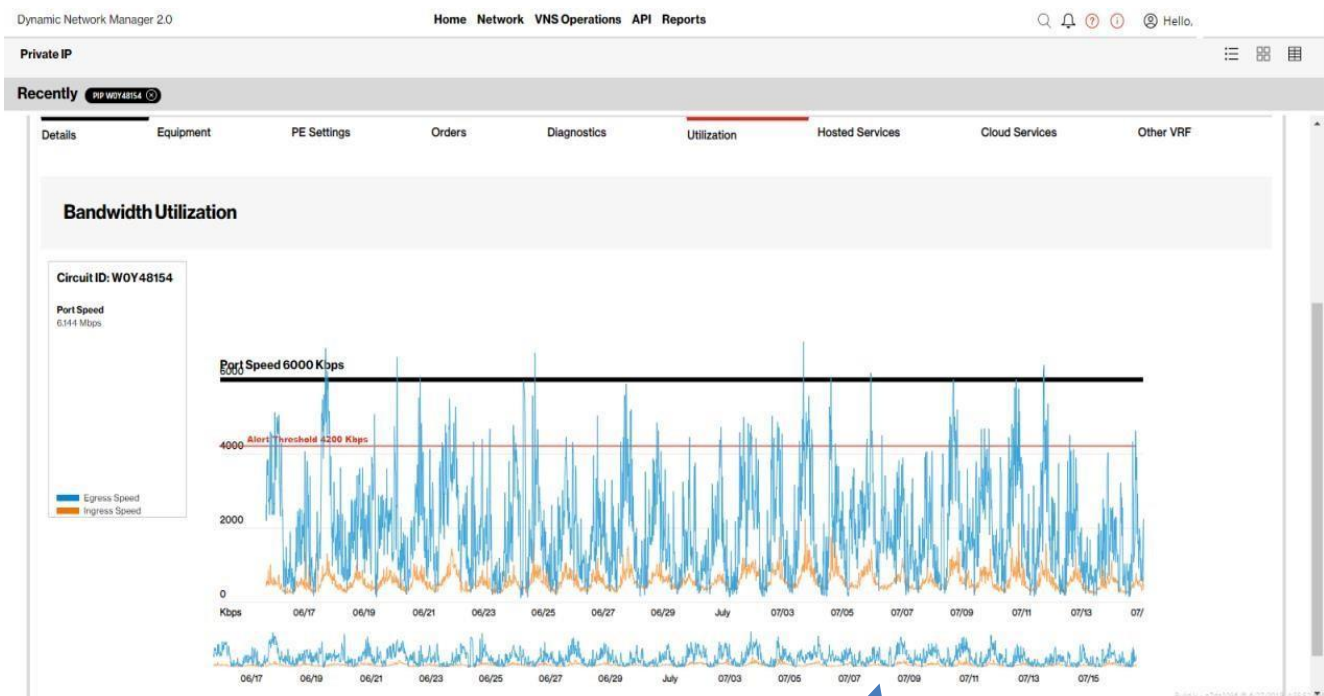 Dynamic Network Manager 2.0
Home Network VNS Operations API Reports
Hello,
Private IP
Recently PIP W0Y48154
Details Equipment PE Settings Orders Diagnostics Utilization Hosted Services Cloud Services Other VRF
Bandwidth Utilization
Circuit ID: W0Y48154
Port Speed
6.144 Mbps
Egress Speed
Ingress Speed
Port Speed 6000 Kbps
6000
Alert Threshold 4200 Kbps
4000
2000
0
Kbps 06/17 06/19 06/21 06/23 06/25 06/27 06/29 July 07/03 07/05 07/07 07/09 07/11 07/13 07/
06/17 06/19 06/21 06/23 06/25 06/27 06/29 July 07/03 07/05 07/07 07/09 07/11 07/13 07/15